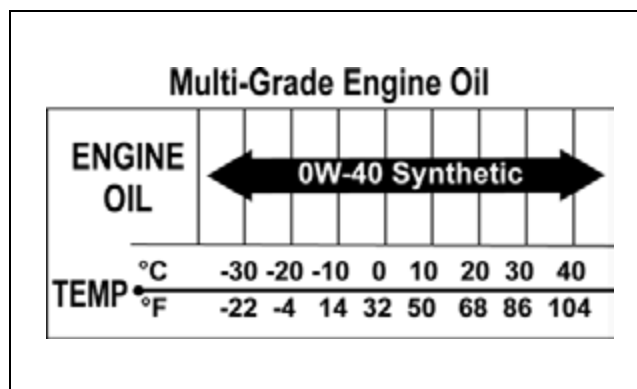 Multi-Grade Engine Oil
ENGINE
OIL
0W-40 Synthetic
°C -30 -20 -10 0 10 20 30 40
TEMP
°F -22 -4 14 32 50 68 86 104